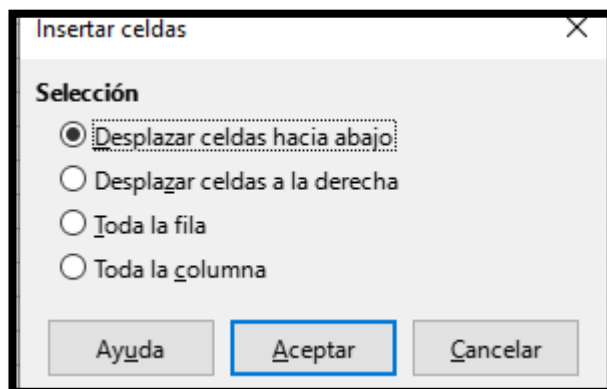 Insertar celdas
Selección
Desplazar celdas hacia abajo
Desplazar celdas a la derecha
Toda la fila
Toda la columna
Ayuda Aceptar Cancelar